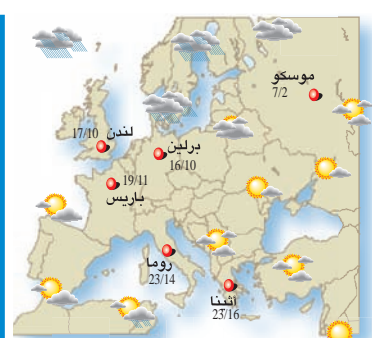 موسكو
7/2
لندن
17/10
برلين
16/10
19/11
باريس
روما
23/14
أثينا
23/16